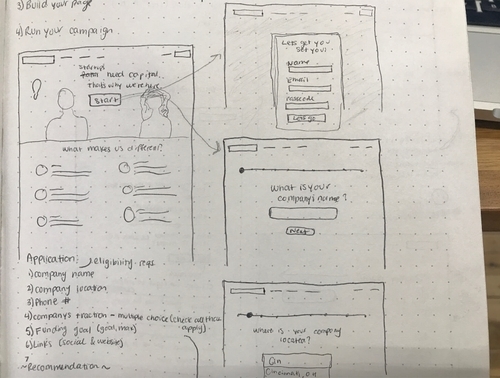 3) Build your page
4) Run your campaign
Startups
need capital,
thats why we're here.
Start
What makes us different?
Lets get you
set you!
Name
Email
Passcode
Lets go
What is your
company's name?
Next
Where is your company
located?
Cin
Cincinnati, OH
Application: eligibility reqs
1) company name
2) company location
3) Phone #
4) companys traction - multiple choice (check all that
apply)
5) Funding goal (goal, max)
6) Links (social & website)
7
~Recommendation~